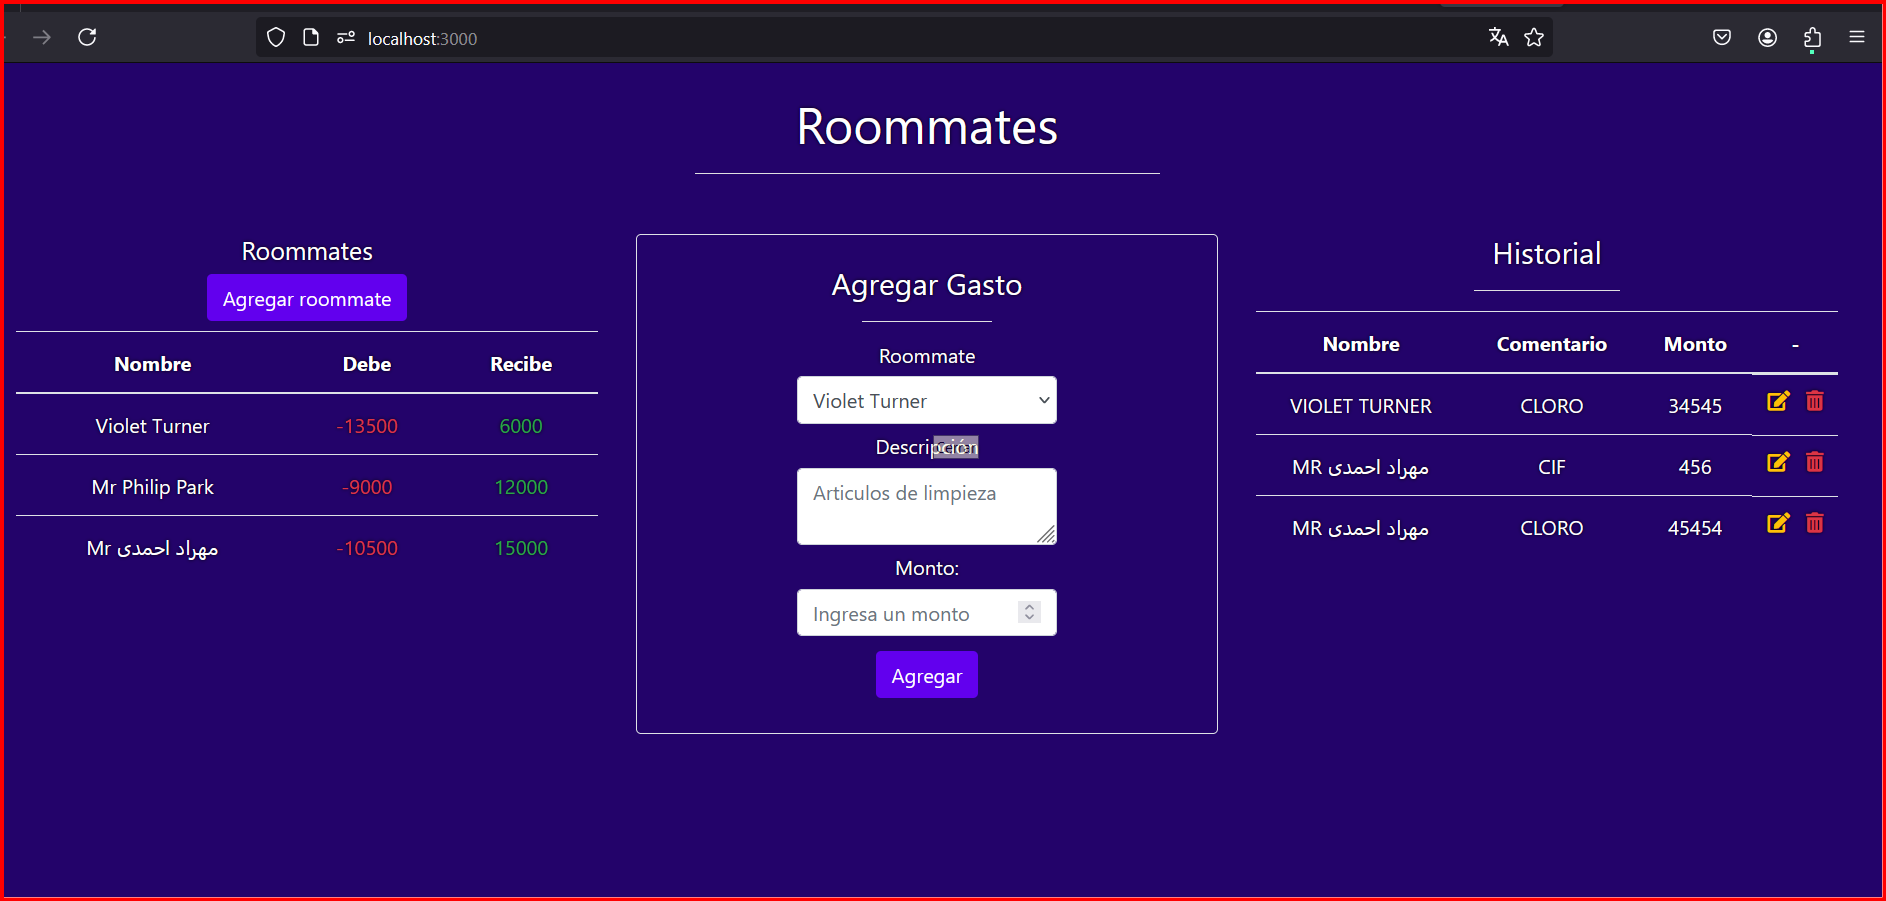 localhost:3000
Roommates
Roommates
Agregar roommate
Nombre Debe Recibe
Violet Turner -13500 6000
Mr Philip Park -9000 12000
Mr مهراد احمدی -10500 15000
Agregar Gasto
Roommate
Violet Turner
Descripción
Articulos de limpieza
Monto:
Ingresa un monto
Agregar
Historial
Nombre Comentario Monto -
VIOLET TURNER CLORO 34545
MR مهراد احمدی CIF 456
MR مهراد احمدی CLORO 45454